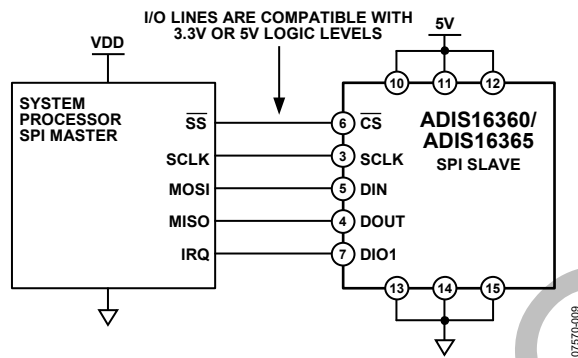 I/O LINES ARE COMPATIBLE WITH
3.3V OR 5V LOGIC LEVELS
VDD
5V
10 11 12
SYSTEM
PROCESSOR
SPI MASTER
ADIS16360/
ADIS16365
SPI SLAVE
SS 6 CS
SCLK 3 SCLK
MOSI 5 DIN
MISO 4 DOUT
IRQ 7 DIO1
13 14 15
07570-009